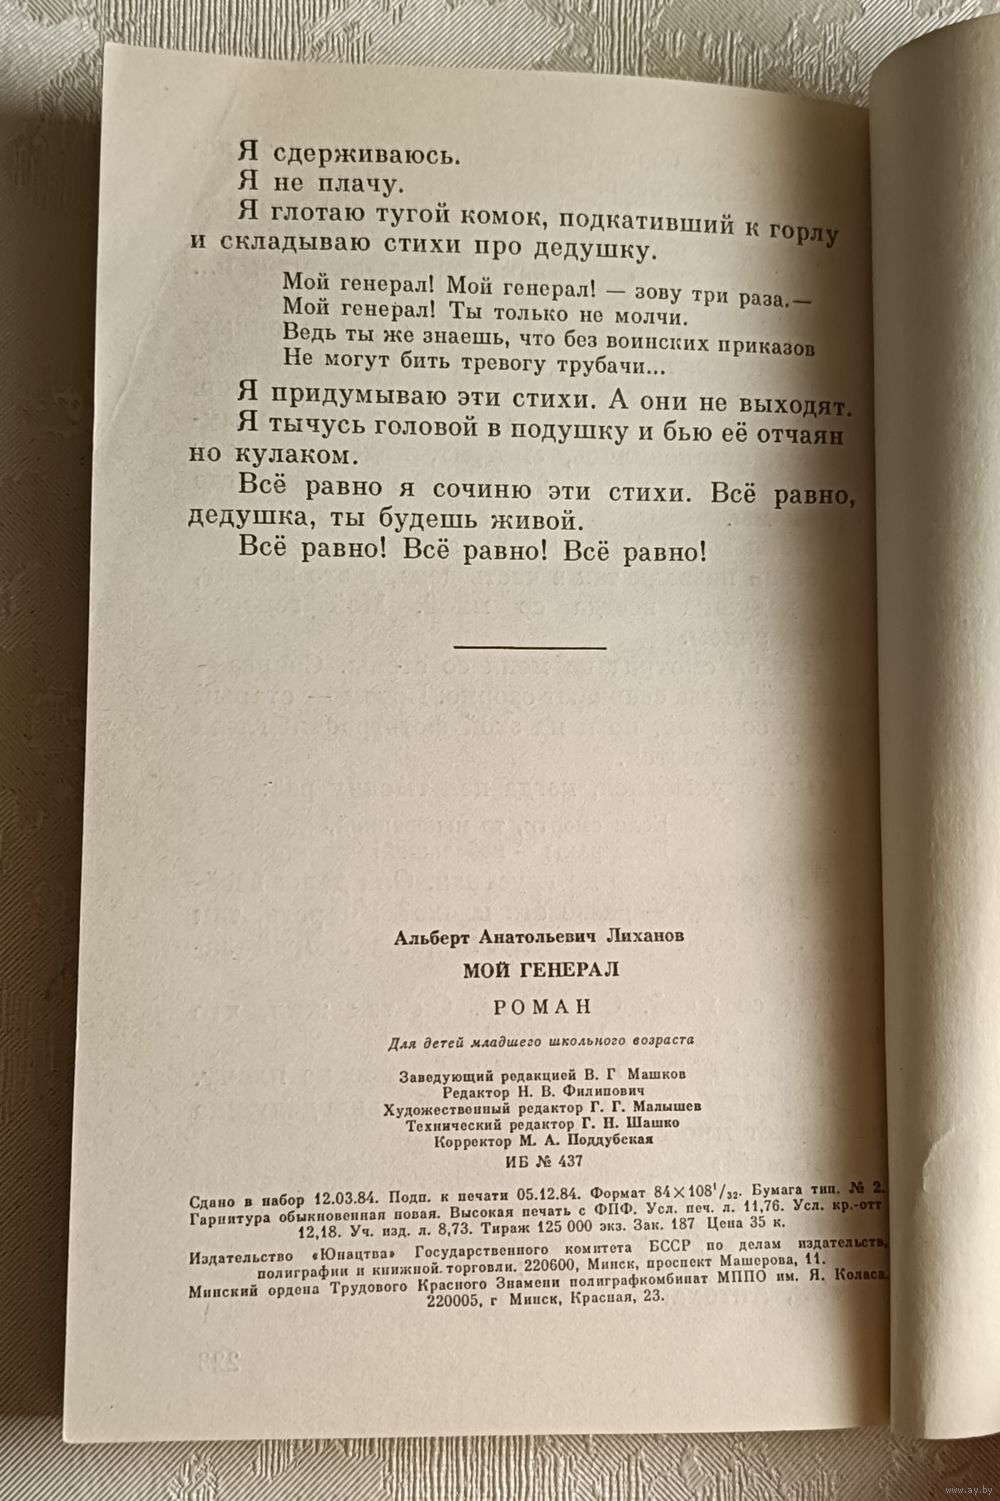 Я сдерживаюсь.
Я не плачу.
Я глотаю тугой комок, подкативший к горлу
и складываю стихи про дедушку.
Мой генерал! Мой генерал! — зову три раза.—
Мой генерал! Ты только не молчи.
Ведь ты же знаешь, что без воинских приказов
Не могут бить тревогу трубачи...
Я придумываю эти стихи. А они не выходят.
Я тычусь головой в подушку и бью её отчаян
но кулаком.
Всё равно я сочиню эти стихи. Всё равно,
дедушка, ты будешь живой.
Всё равно! Всё равно! Всё равно!
Альберт Анатольевич Лиханов
МОЙ ГЕНЕРАЛ
РОМАН
Для детей младшего школьного возраста
Заведующий редакцией В. Г Машков
Редактор Н. В. Филипович
Художественный редактор Г. Г. Малышев
Технический редактор Г. Н. Шашко
Корректор М. А. Поддубская
ИБ № 437
Сдано в набор 12.03.84. Подп. к печати 05.12.84. Формат 84×108¹/₃₂. Бумага тип. № 2.
Гарнитура обыкновенная новая. Высокая печать с ФПФ. Усл. печ. л. 11,76. Усл. кр.-отт
12,18. Уч. изд. л. 8,73. Тираж 125 000 экз. Зак. 187 Цена 35 к.
Издательство «Юнацтва» Государственного комитета БССР по делам издательств,
полиграфии и книжной торговли. 220600, Минск, проспект Машерова, 11.
Минский ордена Трудового Красного Знамени полиграфкомбинат МППО им. Я. Коласа.
220005, г Минск, Красная, 23.
www.ay.by